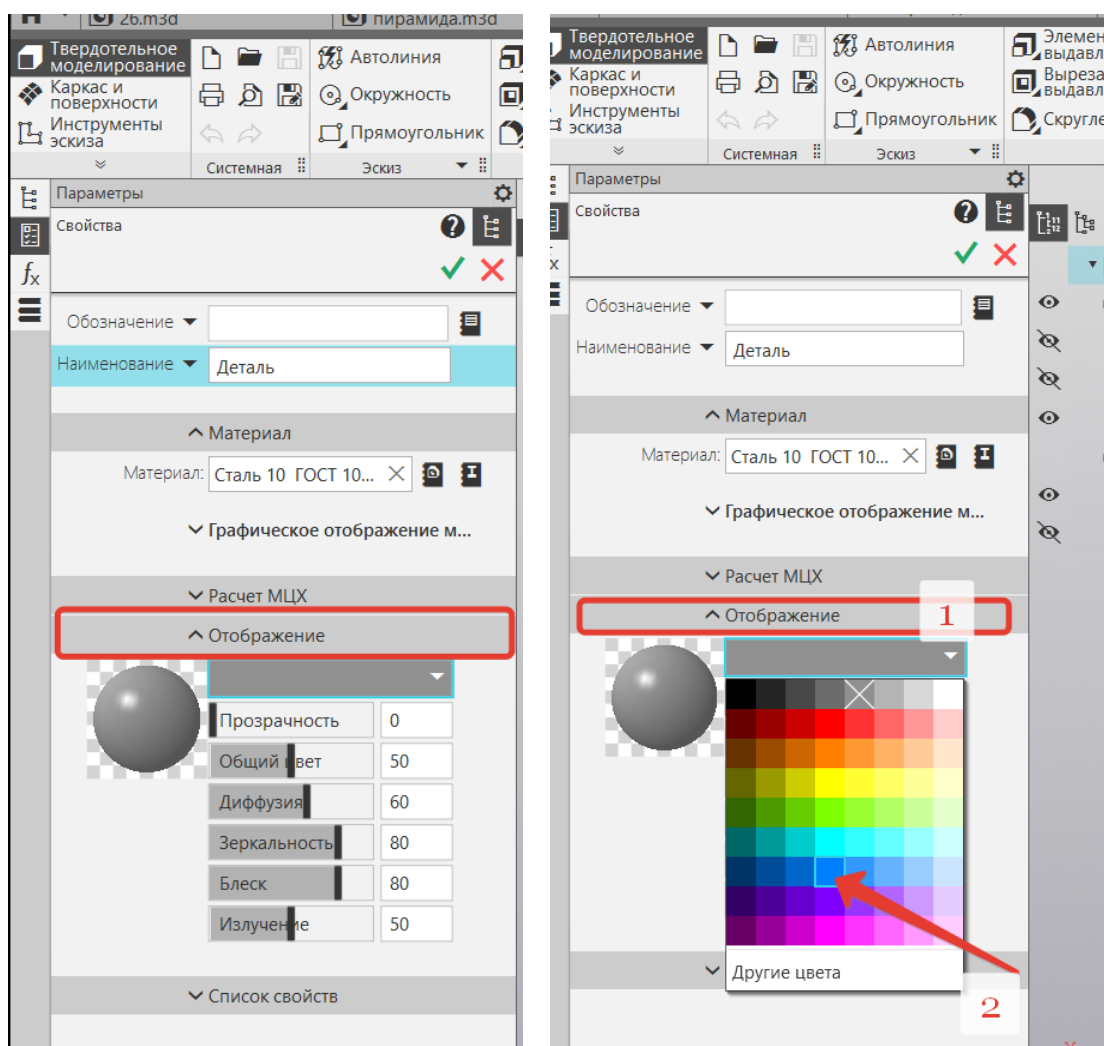 26.m3d
пирамида.m3d
Твердотельное
моделирование
Автолиния
Каркас и
поверхности
Окружность
Инструменты
эскиза
Прямоугольник
Системная
Эскиз
Параметры
Свойства
Обозначение
Наименование
Деталь
Материал
Материал: Сталь 10 ГОСТ 10...
Графическое отображение м...
Расчет МЦХ
Отображение
Прозрачность 0
Общий цвет 50
Диффузия 60
Зеркальность 80
Блеск 80
Излучение 50
Список свойств
Твердотельное
моделирование
Автолиния
Элемен
выдавл
Каркас и
поверхности
Окружность
Выреза
выдавл
Инструменты
эскиза
Прямоугольник
Скругле
Системная
Эскиз
Параметры
Свойства
Обозначение
Наименование
Деталь
Материал
Материал: Сталь 10 ГОСТ 10...
Графическое отображение м...
Расчет МЦХ
Отображение
1
Другие цвета
2